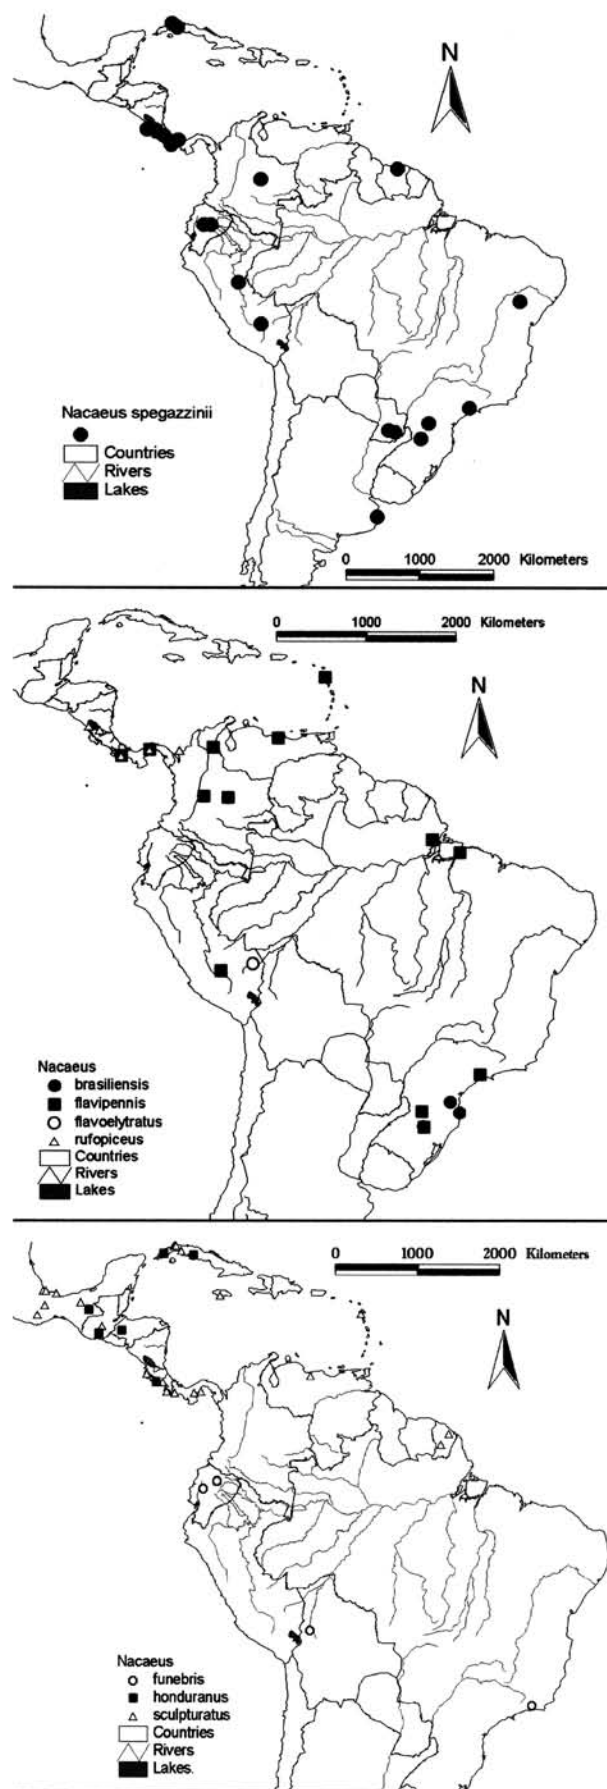 N
Nacaeus spegazzinii
Countries
Rivers
Lakes
0 1000 2000 Kilometers
0 1000 2000 Kilometers
N
Nacaeus
brasiliensis
flavipennis
flavoelytratus
rufopiceus
Countries
Rivers
Lakes
0 1000 2000 Kilometers
N
Nacaeus
funebris
honduranus
sculpturatus
Countries
Rivers
Lakes.